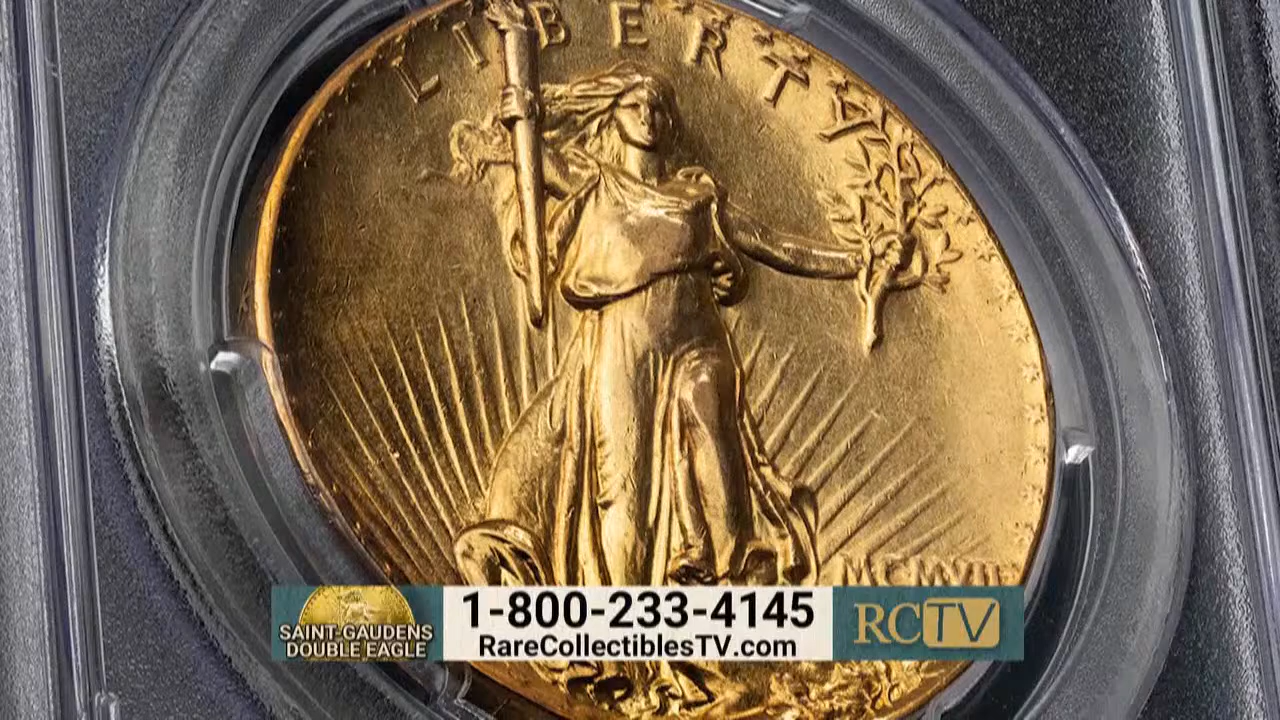 LIBERTY
MCMVII
SAINT-GAUDENS
DOUBLE EAGLE
1-800-233-4145
RareCollectiblesTV.com
RCTV